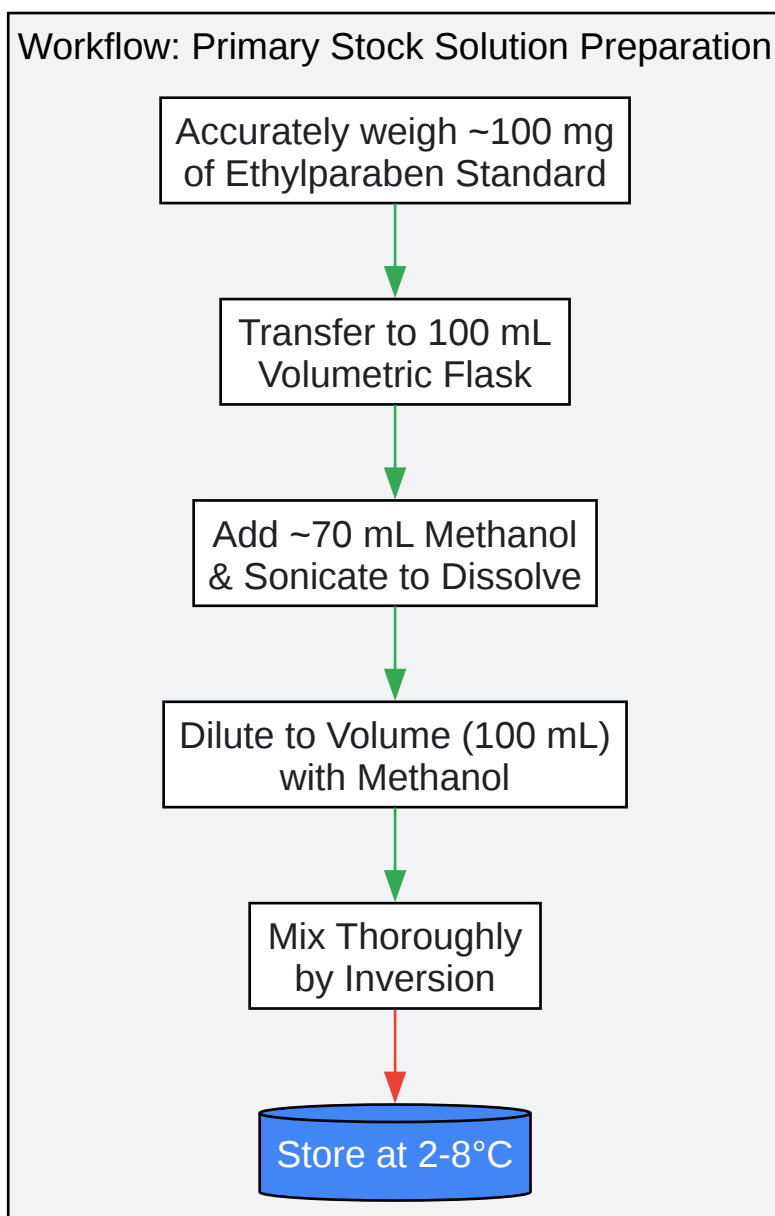 Workflow: Primary Stock Solution Preparation
Accurately weigh ~100 mg
of Ethylparaben Standard
Transfer to 100 mL
Volumetric Flask
Add ~70 mL Methanol
& Sonicate to Dissolve
Dilute to Volume (100 mL)
with Methanol
Mix Thoroughly
by Inversion
Store at 2-8°C